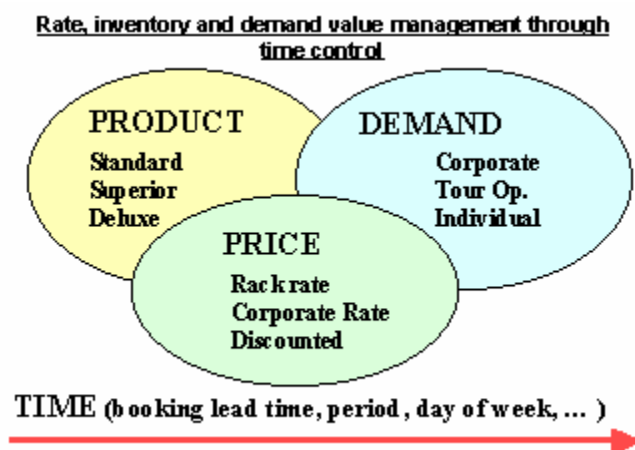 Rate, inventory and demand value management through
time control
PRODUCT
Standard
Superior
Deluxe
DEMAND
Corporate
Tour Op.
Individual
PRICE
Rack rate
Corporate Rate
Discounted
TIME (booking lead time, period, day of week, ... )